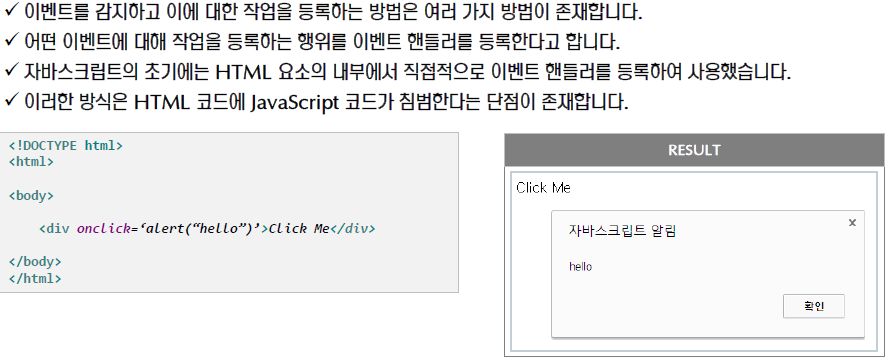 ✓ 이벤트를 감지하고 이에 대한 작업을 등록하는 방법은 여러 가지 방법이 존재합니다.
✓ 어떤 이벤트에 대해 작업을 등록하는 행위를 이벤트 핸들러를 등록한다고 합니다.
✓ 자바스크립트의 초기에는 HTML 요소의 내부에서 직접적으로 이벤트 핸들러를 등록하여 사용했습니다.
✓ 이러한 방식은 HTML 코드에 JavaScript 코드가 침범한다는 단점이 존재합니다.
<!DOCTYPE html>
<html>
<body>
<div onclick=‘alert(“hello”)’>Click Me</div>
</body>
</html>
RESULT
Click Me
자바스크립트 알림
×
hello
확인